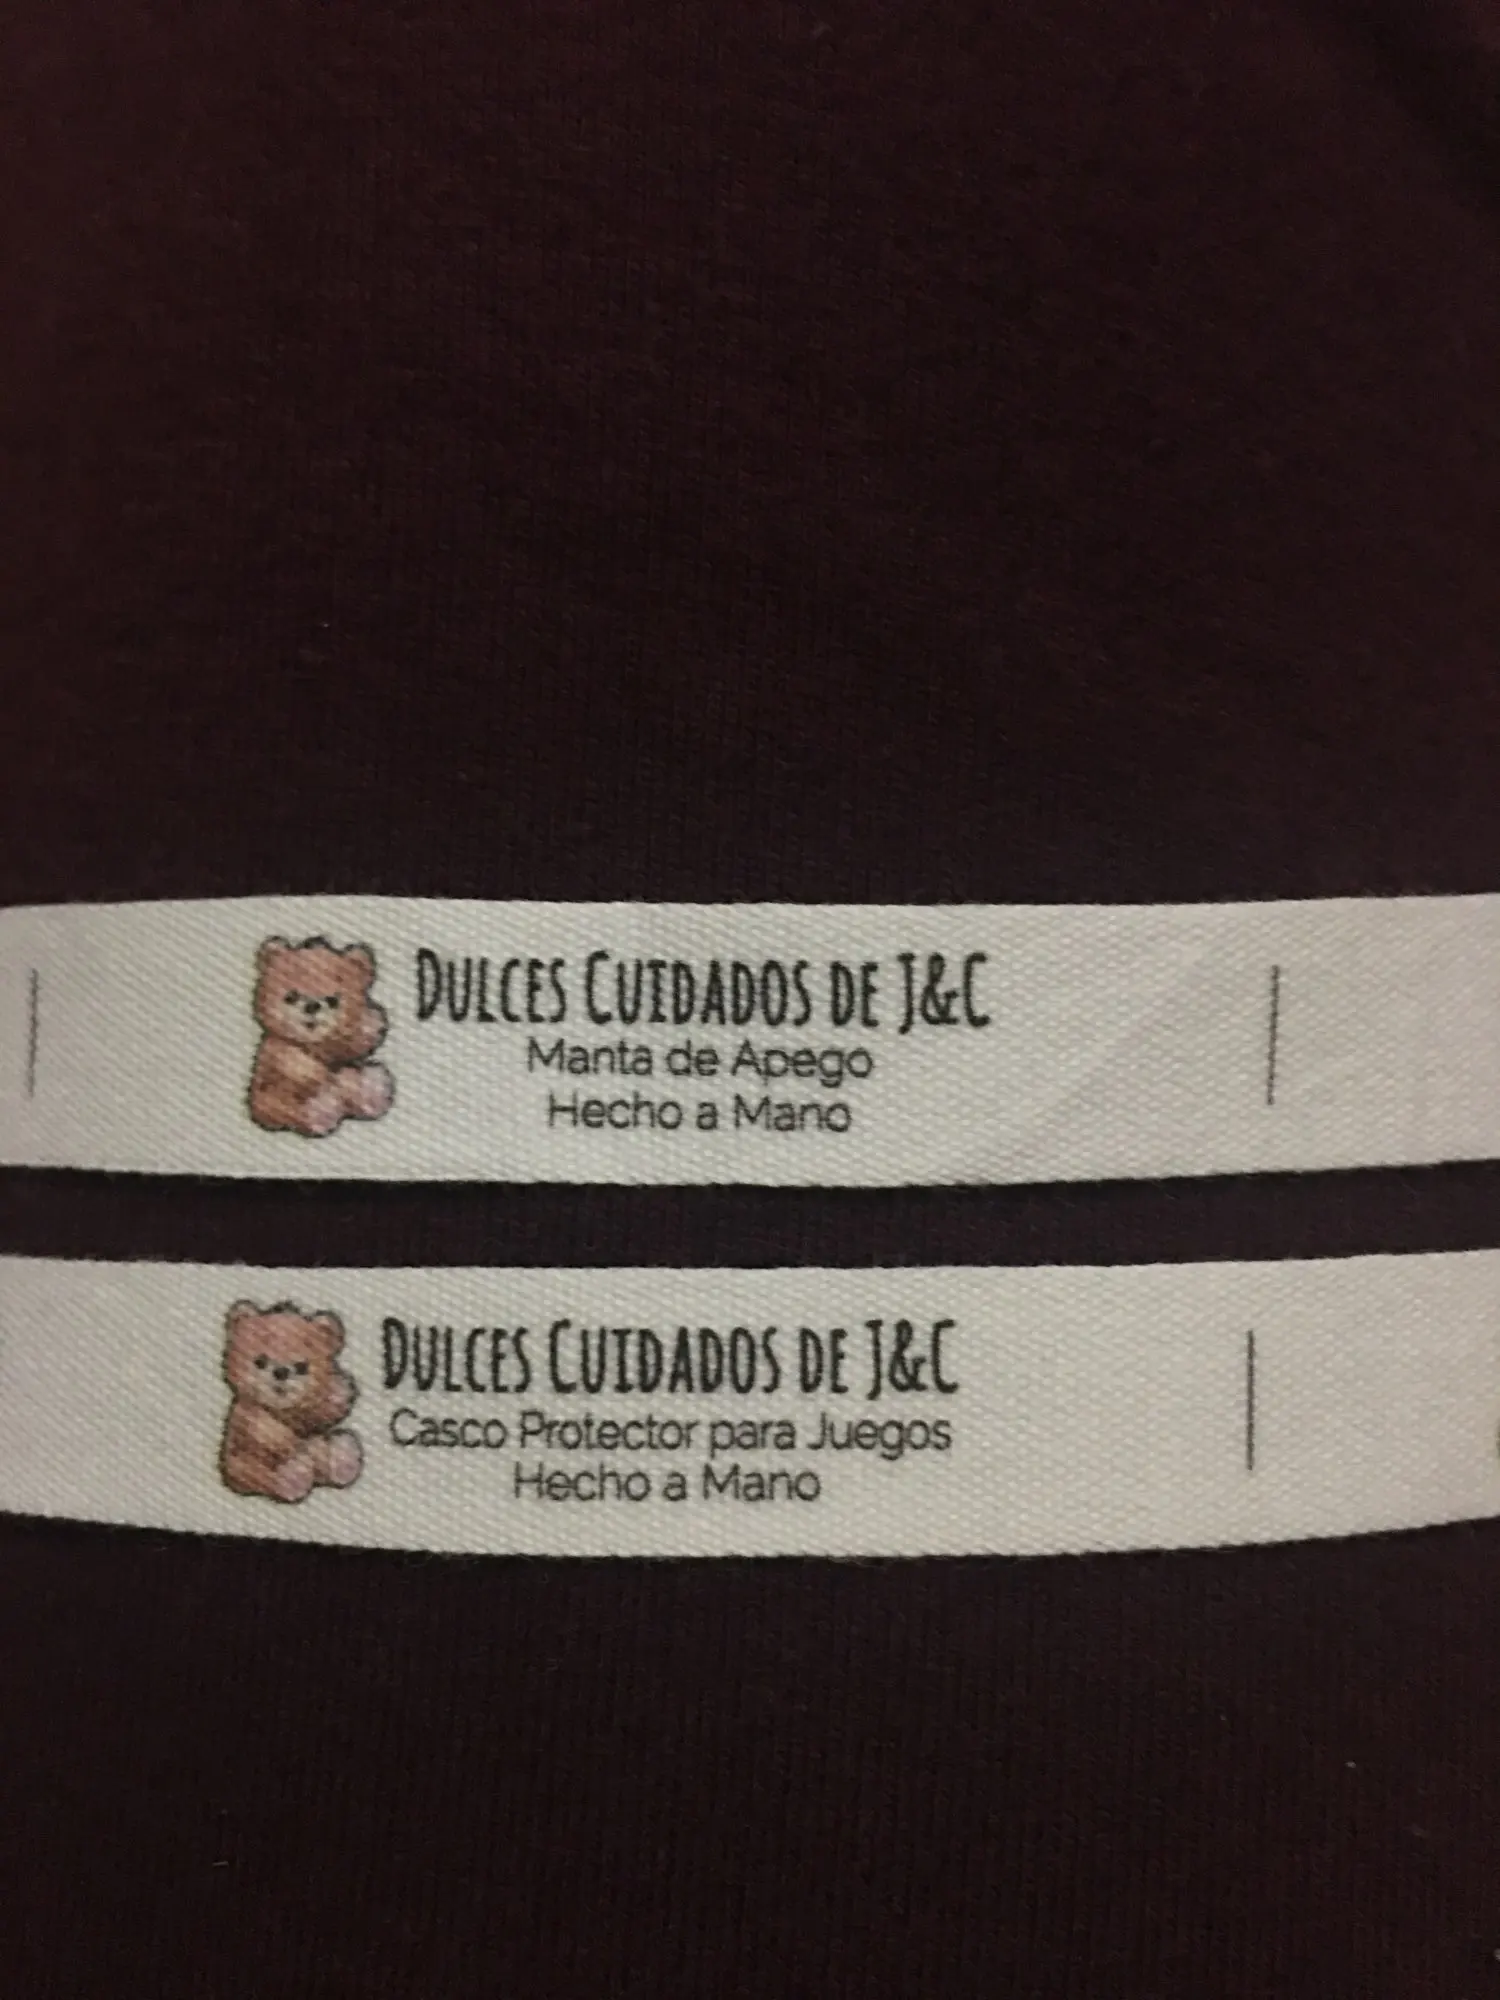 Dulces Cuidados de J&C
Manta de Apego
Hecho a Mano
Dulces Cuidados de J&C
Casco Protector para Juegos
Hecho a Mano